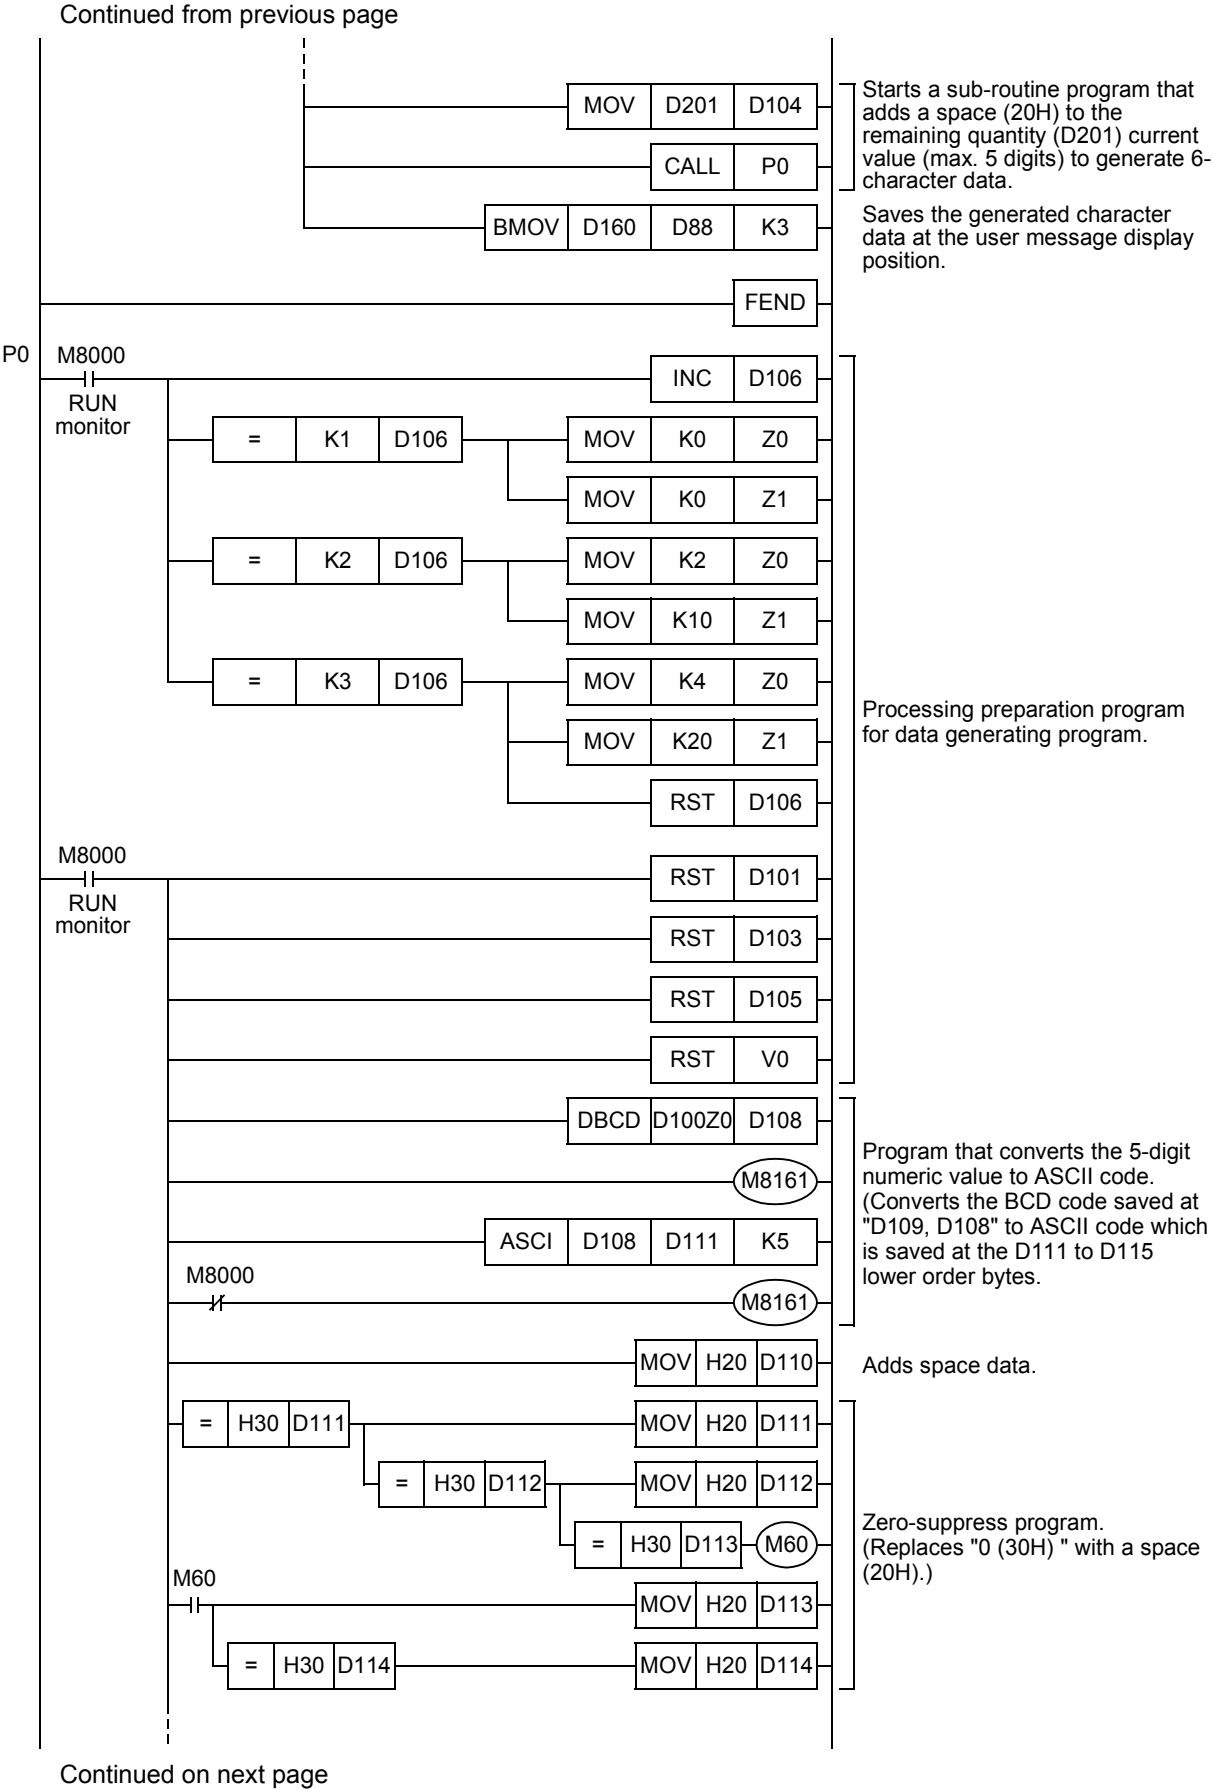 Continued from previous page
MOV D201 D104
Starts a sub-routine program that
adds a space (20H) to the
remaining quantity (D201) current
value (max. 5 digits) to generate 6-
character data.
CALL P0
BMOV D160 D88 K3
Saves the generated character
data at the user message display
position.
FEND
P0
M8000
RUN
monitor
INC D106
= K1 D106 MOV K0 Z0
MOV K0 Z1
= K2 D106 MOV K2 Z0
MOV K10 Z1
= K3 D106 MOV K4 Z0
MOV K20 Z1
RST D106
Processing preparation program
for data generating program.
M8000
RUN
monitor
RST D101
RST D103
RST D105
RST V0
DBCD D100Z0 D108
M8161
ASCI D108 D111 K5
M8000
M8161
Program that converts the 5-digit
numeric value to ASCII code.
(Converts the BCD code saved at
"D109, D108" to ASCII code which
is saved at the D111 to D115
lower order bytes.
MOV H20 D110
Adds space data.
= H30 D111 MOV H20 D111
= H30 D112 MOV H20 D112
= H30 D113 M60
M60
MOV H20 D113
= H30 D114 MOV H20 D114
Zero-suppress program.
(Replaces "0 (30H) " with a space
(20H).)
Continued on next page